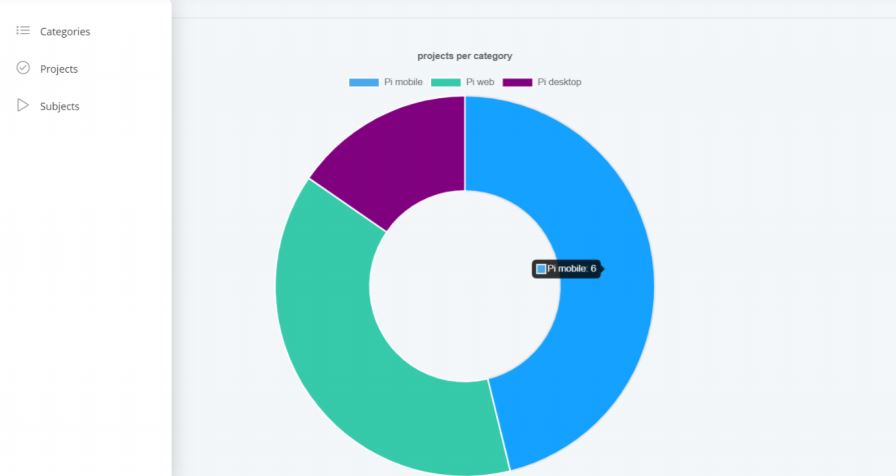 Categories
Projects
Subjects
projects per category
Pi mobile Pi web Pi desktop
Pi mobile: 6